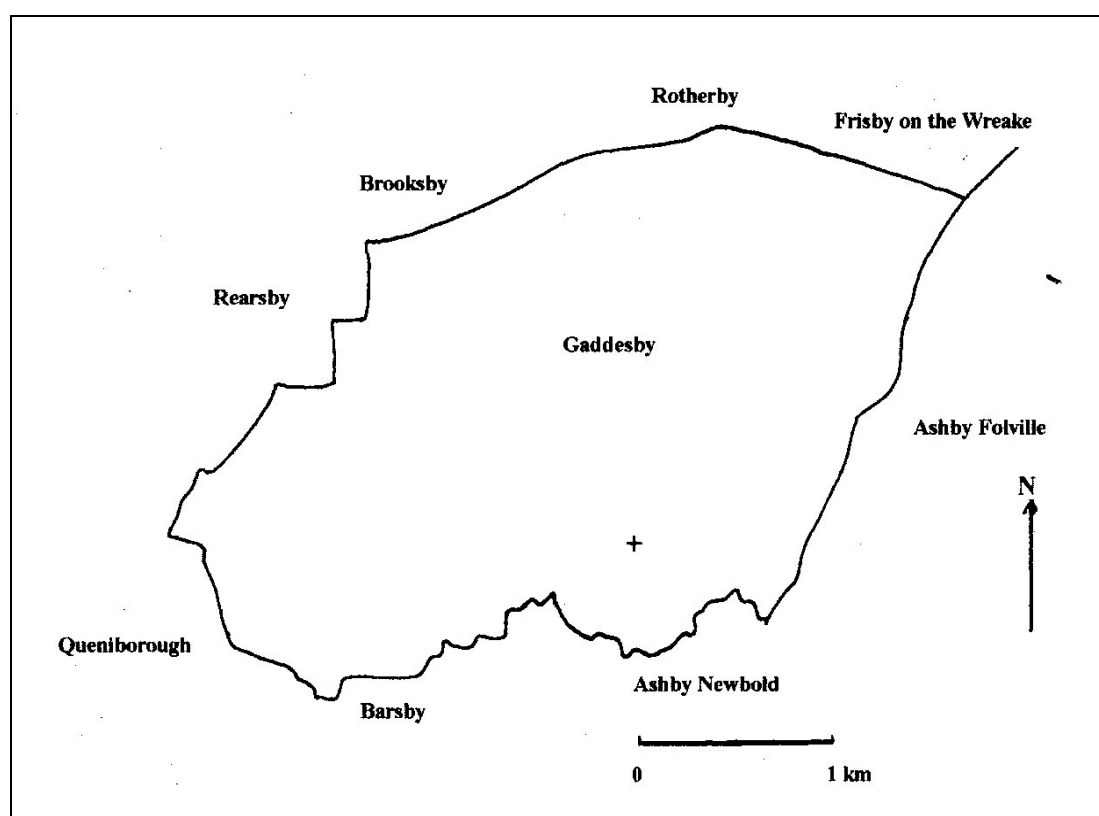 Rotherby
Frisby on the Wreake
Brooksby
Rearsby
Gaddesby
Ashby Folville
N
Queniborough
Ashby Newbold
Barsby
0 1 km